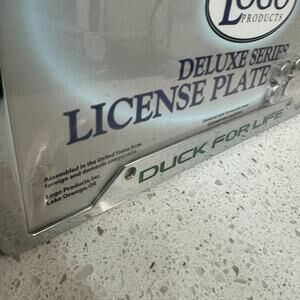 LOGO
PRODUCTS
DELUXE SERIES
LICENSE PLATE
Assembled in the United States from
foreign and domestic components.
Logo Products, Inc.
Lake Oswego, OR
DUCK FOR LIFE